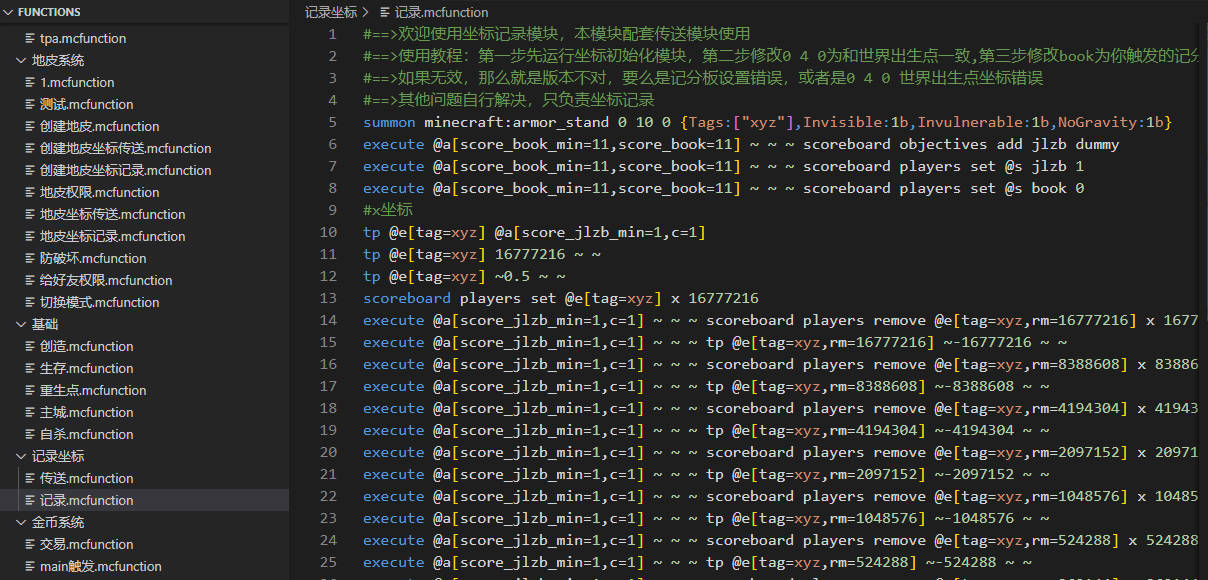 FUNCTIONS
tpa.mcfunction
地皮系统
1.mcfunction
测试.mcfunction
创建地皮.mcfunction
创建地皮坐标传送.mcfunction
创建地皮坐标记录.mcfunction
地皮权限.mcfunction
地皮坐标传送.mcfunction
地皮坐标记录.mcfunction
防破坏.mcfunction
给好友权限.mcfunction
切换模式.mcfunction
基础
创造.mcfunction
生存.mcfunction
重生点.mcfunction
主城.mcfunction
自杀.mcfunction
记录坐标
传送.mcfunction
记录.mcfunction
金币系统
交易.mcfunction
main触发.mcfunction
记录坐标 > 记录.mcfunction
1 #==>欢迎使用坐标记录模块，本模块配套传送模块使用
2 #==>使用教程：第一步先运行坐标初始化模块，第二步修改0 4 0为和世界出生点一致,第三步修改book为你触发的记分
3 #==>如果无效，那么就是版本不对，要么是记分板设置错误，或者是0 4 0 世界出生点坐标错误
4 #==>其他问题自行解决，只负责坐标记录
5 summon minecraft:armor_stand 0 10 0 {Tags:["xyz"],Invisible:1b,Invulnerable:1b,NoGravity:1b}
6 execute @a[score_book_min=11,score_book=11] ~ ~ ~ scoreboard objectives add jlzb dummy
7 execute @a[score_book_min=11,score_book=11] ~ ~ ~ scoreboard players set @s jlzb 1
8 execute @a[score_book_min=11,score_book=11] ~ ~ ~ scoreboard players set @s book 0
9 #x坐标
10 tp @e[tag=xyz] @a[score_jlzb_min=1,c=1]
11 tp @e[tag=xyz] 16777216 ~ ~
12 tp @e[tag=xyz] ~0.5 ~ ~
13 scoreboard players set @e[tag=xyz] x 16777216
14 execute @a[score_jlzb_min=1,c=1] ~ ~ ~ scoreboard players remove @e[tag=xyz,rm=16777216] x 1677
15 execute @a[score_jlzb_min=1,c=1] ~ ~ ~ tp @e[tag=xyz,rm=16777216] ~-16777216 ~ ~
16 execute @a[score_jlzb_min=1,c=1] ~ ~ ~ scoreboard players remove @e[tag=xyz,rm=8388608] x 83886
17 execute @a[score_jlzb_min=1,c=1] ~ ~ ~ tp @e[tag=xyz,rm=8388608] ~-8388608 ~ ~
18 execute @a[score_jlzb_min=1,c=1] ~ ~ ~ scoreboard players remove @e[tag=xyz,rm=4194304] x 41943
19 execute @a[score_jlzb_min=1,c=1] ~ ~ ~ tp @e[tag=xyz,rm=4194304] ~-4194304 ~ ~
20 execute @a[score_jlzb_min=1,c=1] ~ ~ ~ scoreboard players remove @e[tag=xyz,rm=2097152] x 20971
21 execute @a[score_jlzb_min=1,c=1] ~ ~ ~ tp @e[tag=xyz,rm=2097152] ~-2097152 ~ ~
22 execute @a[score_jlzb_min=1,c=1] ~ ~ ~ scoreboard players remove @e[tag=xyz,rm=1048576] x 10485
23 execute @a[score_jlzb_min=1,c=1] ~ ~ ~ tp @e[tag=xyz,rm=1048576] ~-1048576 ~ ~
24 execute @a[score_jlzb_min=1,c=1] ~ ~ ~ scoreboard players remove @e[tag=xyz,rm=524288] x 524288
25 execute @a[score_jlzb_min=1,c=1] ~ ~ ~ tp @e[tag=xyz,rm=524288] ~-524288 ~ ~